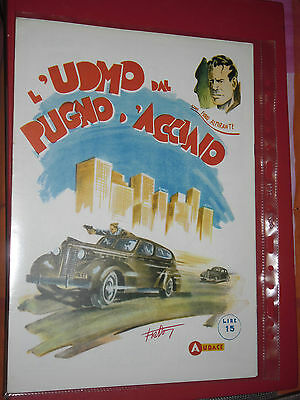 L'UOMO DAL
PUGNO D'ACCIAIO
LIRE
15
AUDACE